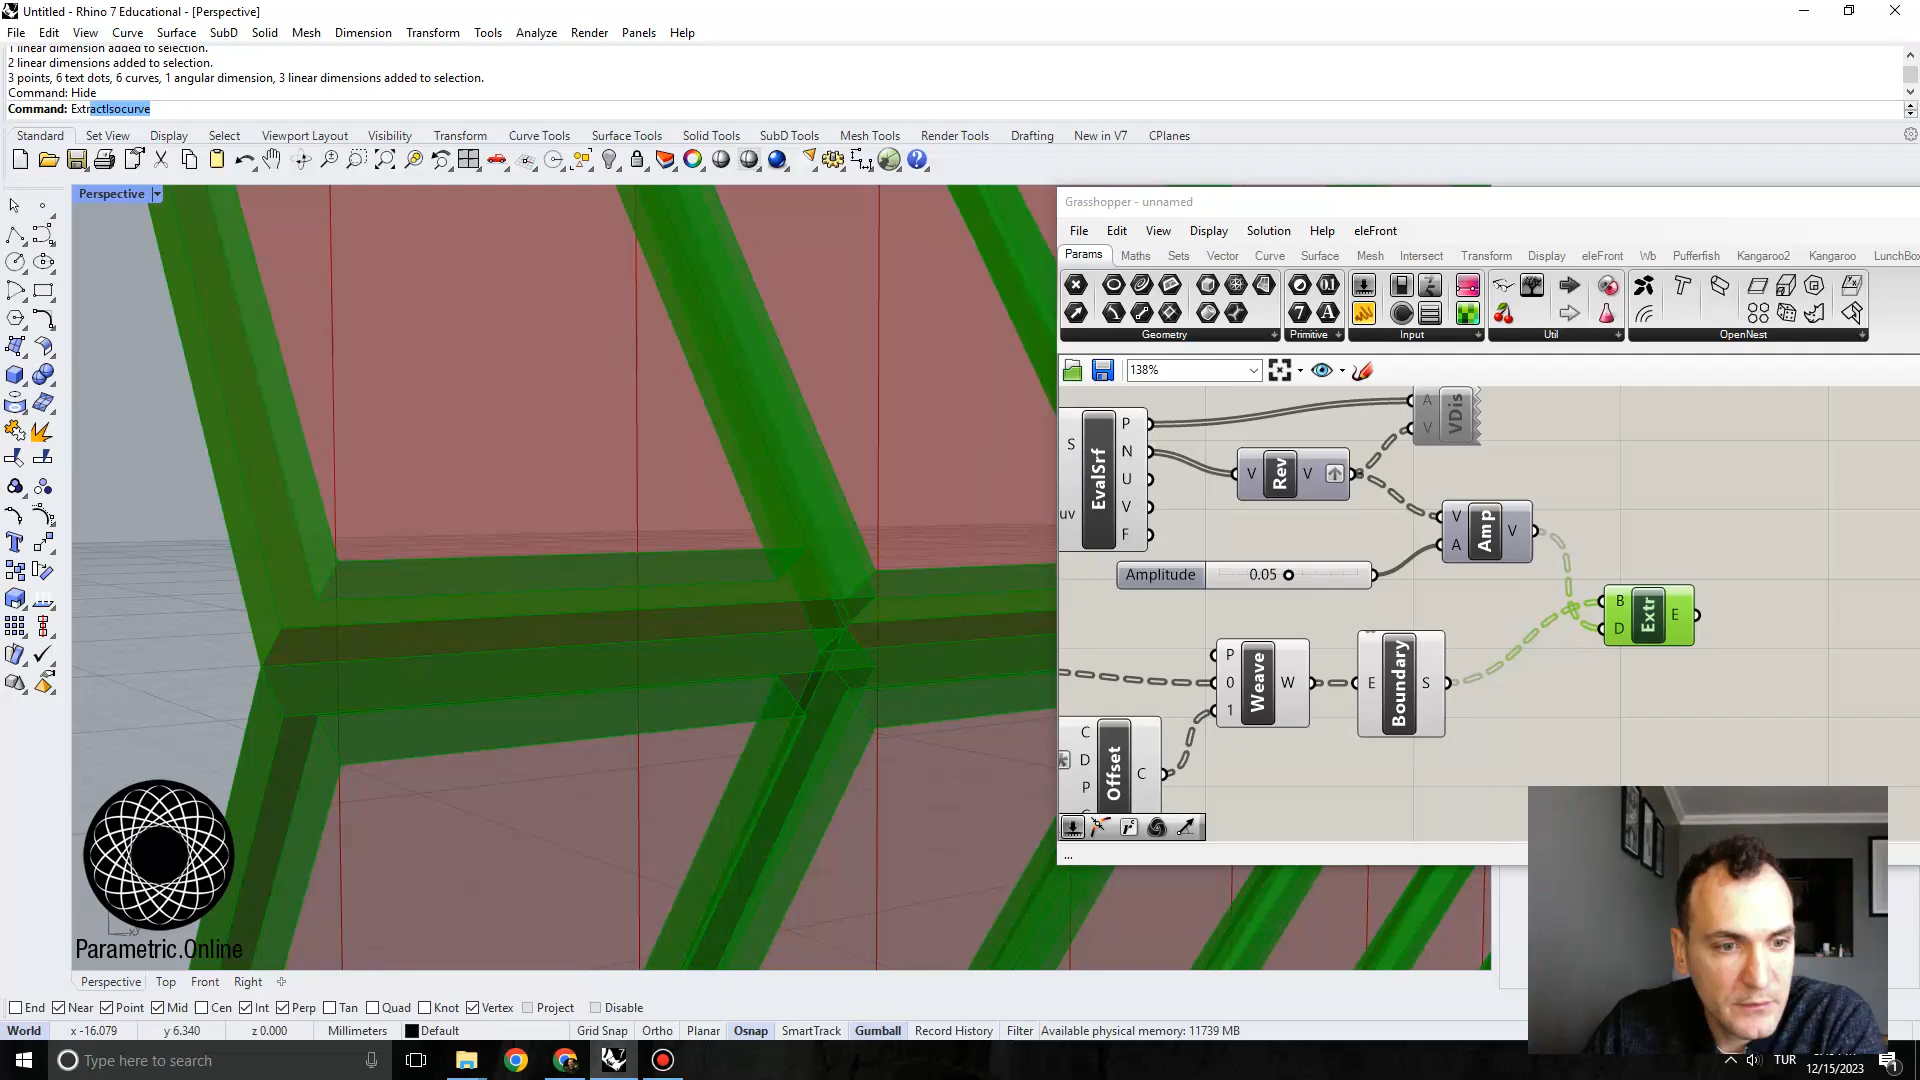 Untitled - Rhino 7 Educational - [Perspective]
File Edit View Curve Surface SubD Solid Mesh Dimension Transform Tools Analyze Render Panels Help
1 linear dimension added to selection.
2 linear dimensions added to selection.
3 points, 6 text dots, 6 curves, 1 angular dimension, 3 linear dimensions added to selection.
Command: Hide
Command: ExtractIsocurve
Standard Set View Display Select Viewport Layout Visibility Transform Curve Tools Surface Tools Solid Tools SubD Tools Mesh Tools Render Tools Drafting New in V7 CPlanes
Perspective
Grasshopper - unnamed
File Edit View Display Solution Help eleFront
Params Maths Sets Vector Curve Surface Mesh Intersect Transform Display eleFront Wb Pufferfish Kangaroo2 Kangaroo LunchBox
Geometry Primitive Input Util OpenNest
138%
S uv EvalSrf P N U V F
V Rev V
A V VDis
V A Amp V
Amplitude 0.05
B D Extr E
P 0 1 Weave W
E Boundary S
C D P Offset C
...
Parametric.Online
Perspective Top Front Right
End Near Point Mid Cen Int Perp Tan Quad Knot Vertex Project Disable
World x -16.079 y 6.340 z 0.000 Millimeters Default Grid Snap Ortho Planar Osnap SmartTrack Gumball Record History Filter Available physical memory: 11739 MB
Type here to search
TUR
12/15/2023
1